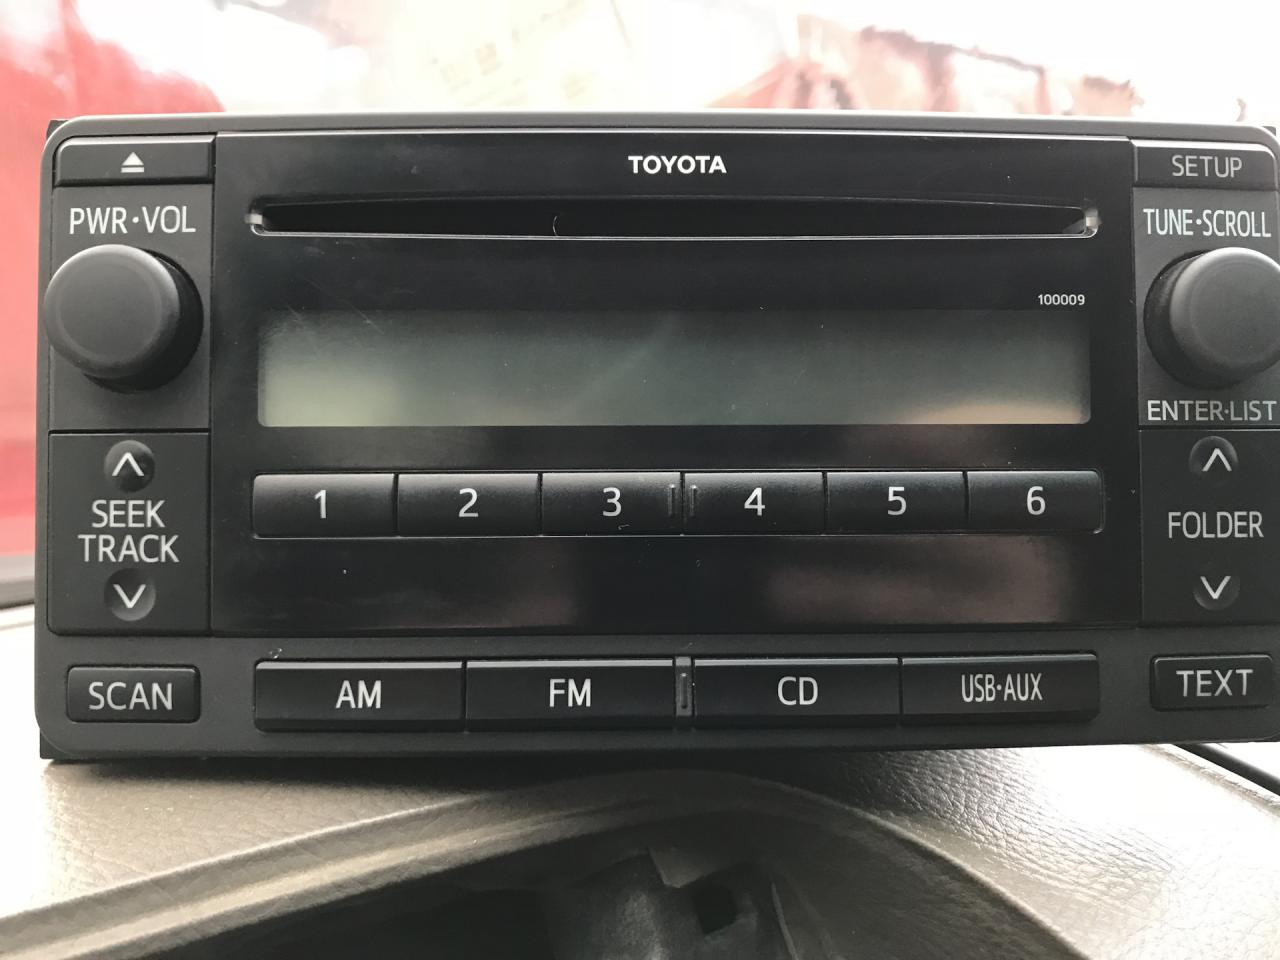 TOYOTA
SETUP
PWR·VOL
TUNE·SCROLL
100009
ENTER·LIST
1 2 3 4 5 6
SEEK
TRACK
FOLDER
SCAN
AM
FM
CD
USB·AUX
TEXT